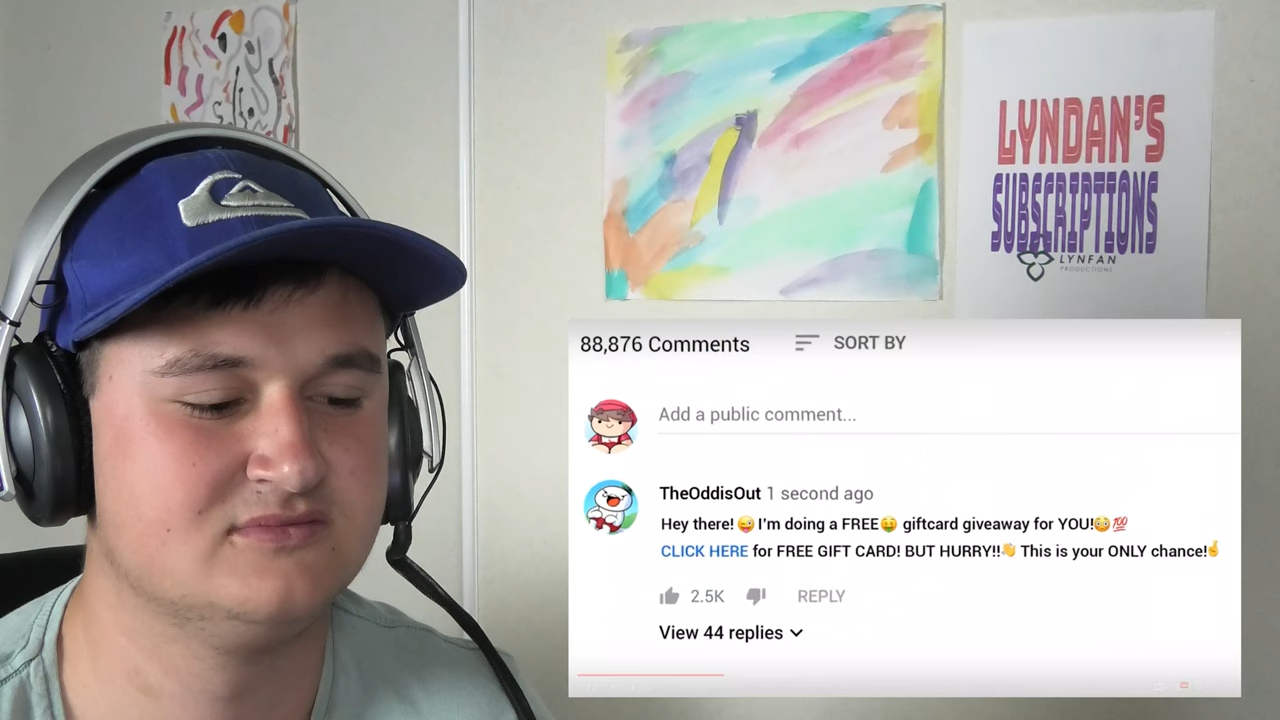 LYNDAN'S
SUBSCRIPTIONS
LYNFAN
PRODUCTIONS
88,876 Comments
SORT BY
Add a public comment...
TheOddisOut 1 second ago
Hey there!😜 I'm doing a FREE🤑 giftcard giveaway for YOU!😳💯
CLICK HERE for FREE GIFT CARD! BUT HURRY!!👋 This is your ONLY chance!🤞
2.5K
REPLY
View 44 replies